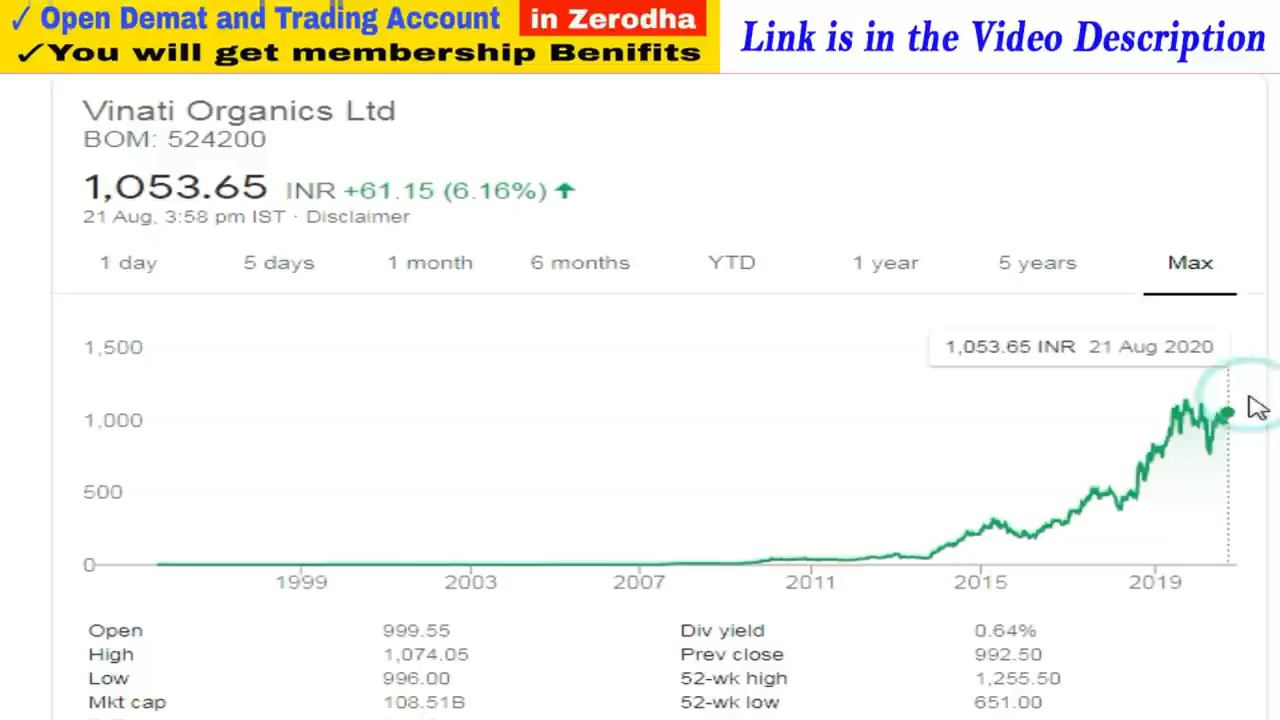 ✓ Open Demat and Trading Account in Zerodha
✓You will get membership Benifits
Link is in the Video Description
Vinati Organics Ltd
BOM: 524200
1,053.65 INR +61.15 (6.16%)
21 Aug, 3:58 pm IST · Disclaimer
1 day 5 days 1 month 6 months YTD 1 year 5 years Max
1,053.65 INR 21 Aug 2020
1,500
1,000
500
0
1999 2003 2007 2011 2015 2019
Open 999.55 Div yield 0.64%
High 1,074.05 Prev close 992.50
Low 996.00 52-wk high 1,255.50
Mkt cap 108.51B 52-wk low 651.00